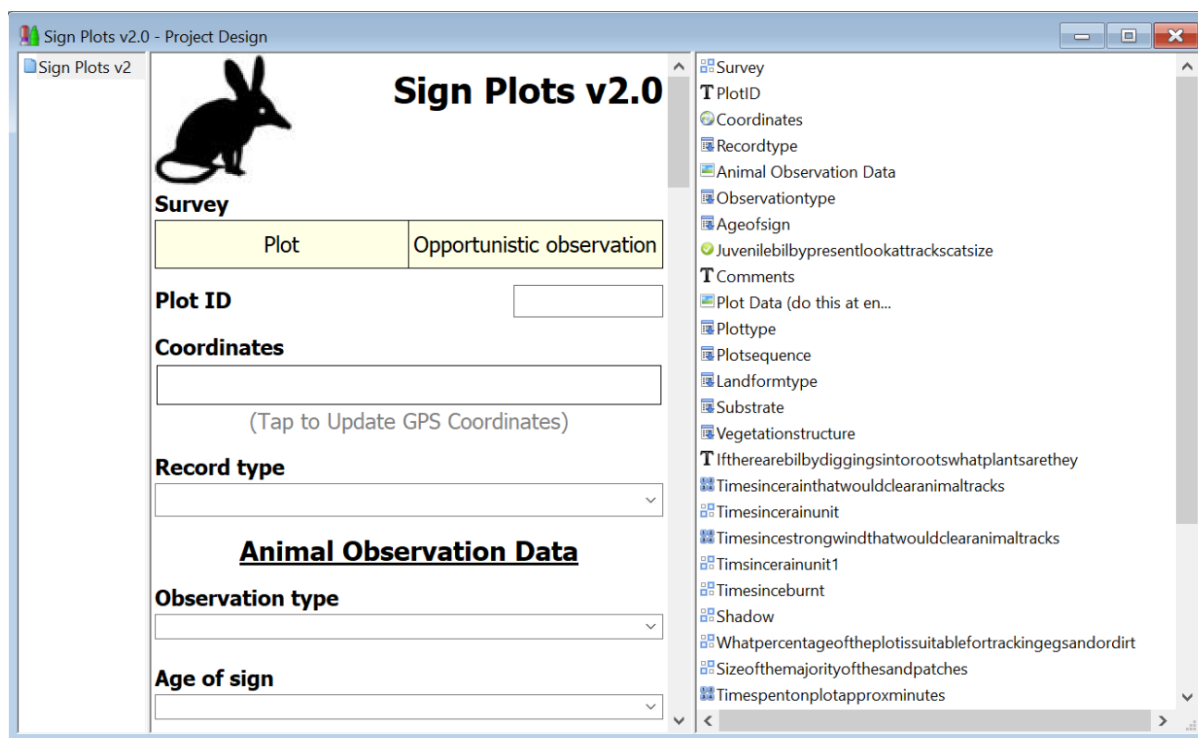 Sign Plots v2.0 - Project Design
Sign Plots v2
Sign Plots v2.0
Survey
Plot
Opportunistic observation
Plot ID
Coordinates
(Tap to Update GPS Coordinates)
Record type
Animal Observation Data
Observation type
Age of sign
Survey
PlotID
Coordinates
Recordtype
Animal Observation Data
Observationtype
Ageofsign
Juvenilebilbypresentlookattrackscatsize
Comments
Plot Data (do this at en...
Plottype
Plotsequence
Landformtype
Substrate
Vegetationstructure
Iftherearebilbydiggingsintorootswhatplantsarethey
Timesincerainthatwouldclearanimaltracks
Timesincerainunit
Timesincestrongwindthatwouldclearanimaltracks
Timsincerainunit1
Timesinceburnt
Shadow
Whatpercentageoftheplotissuitablefortrackingegsandordirt
Sizeofthemajorityofthesandpatches
Timespentonplotapproxminutes